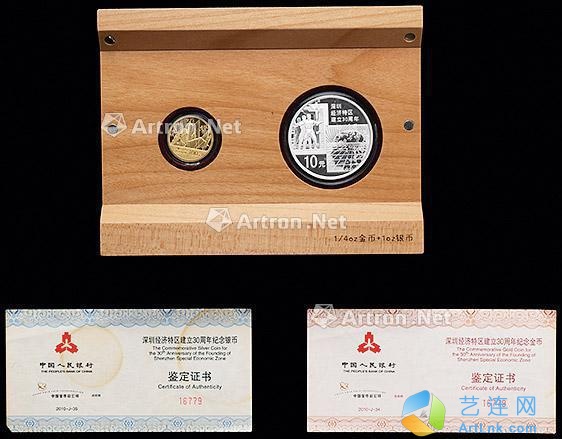 深圳
经济特区
建立30周年
10元
Artron.Net
Artron.Net
1/4oz金币+1oz银币
中国人民银行
THE PEOPLE'S BANK OF CHINA
中国金币总公司
2010-J-35
深圳经济特区建立30周年纪念银币
The Commemorative Silver Coin for
the 30th Anniversary of the Founding of
Shenzhen Special Economic Zone
鉴定证书
Certificate of Authenticity
16779
Artron.Net
中国人民银行
THE PEOPLE'S BANK OF CHINA
中国金币总公司
2010-J-34
深圳经济特区建立30周年纪念金币
The Commemorative Gold Coin for
the 30th Anniversary of the Founding of
Shenzhen Special Economic Zone
鉴定证书
Certificate of Authenticity
艺连网
Artlnk.com